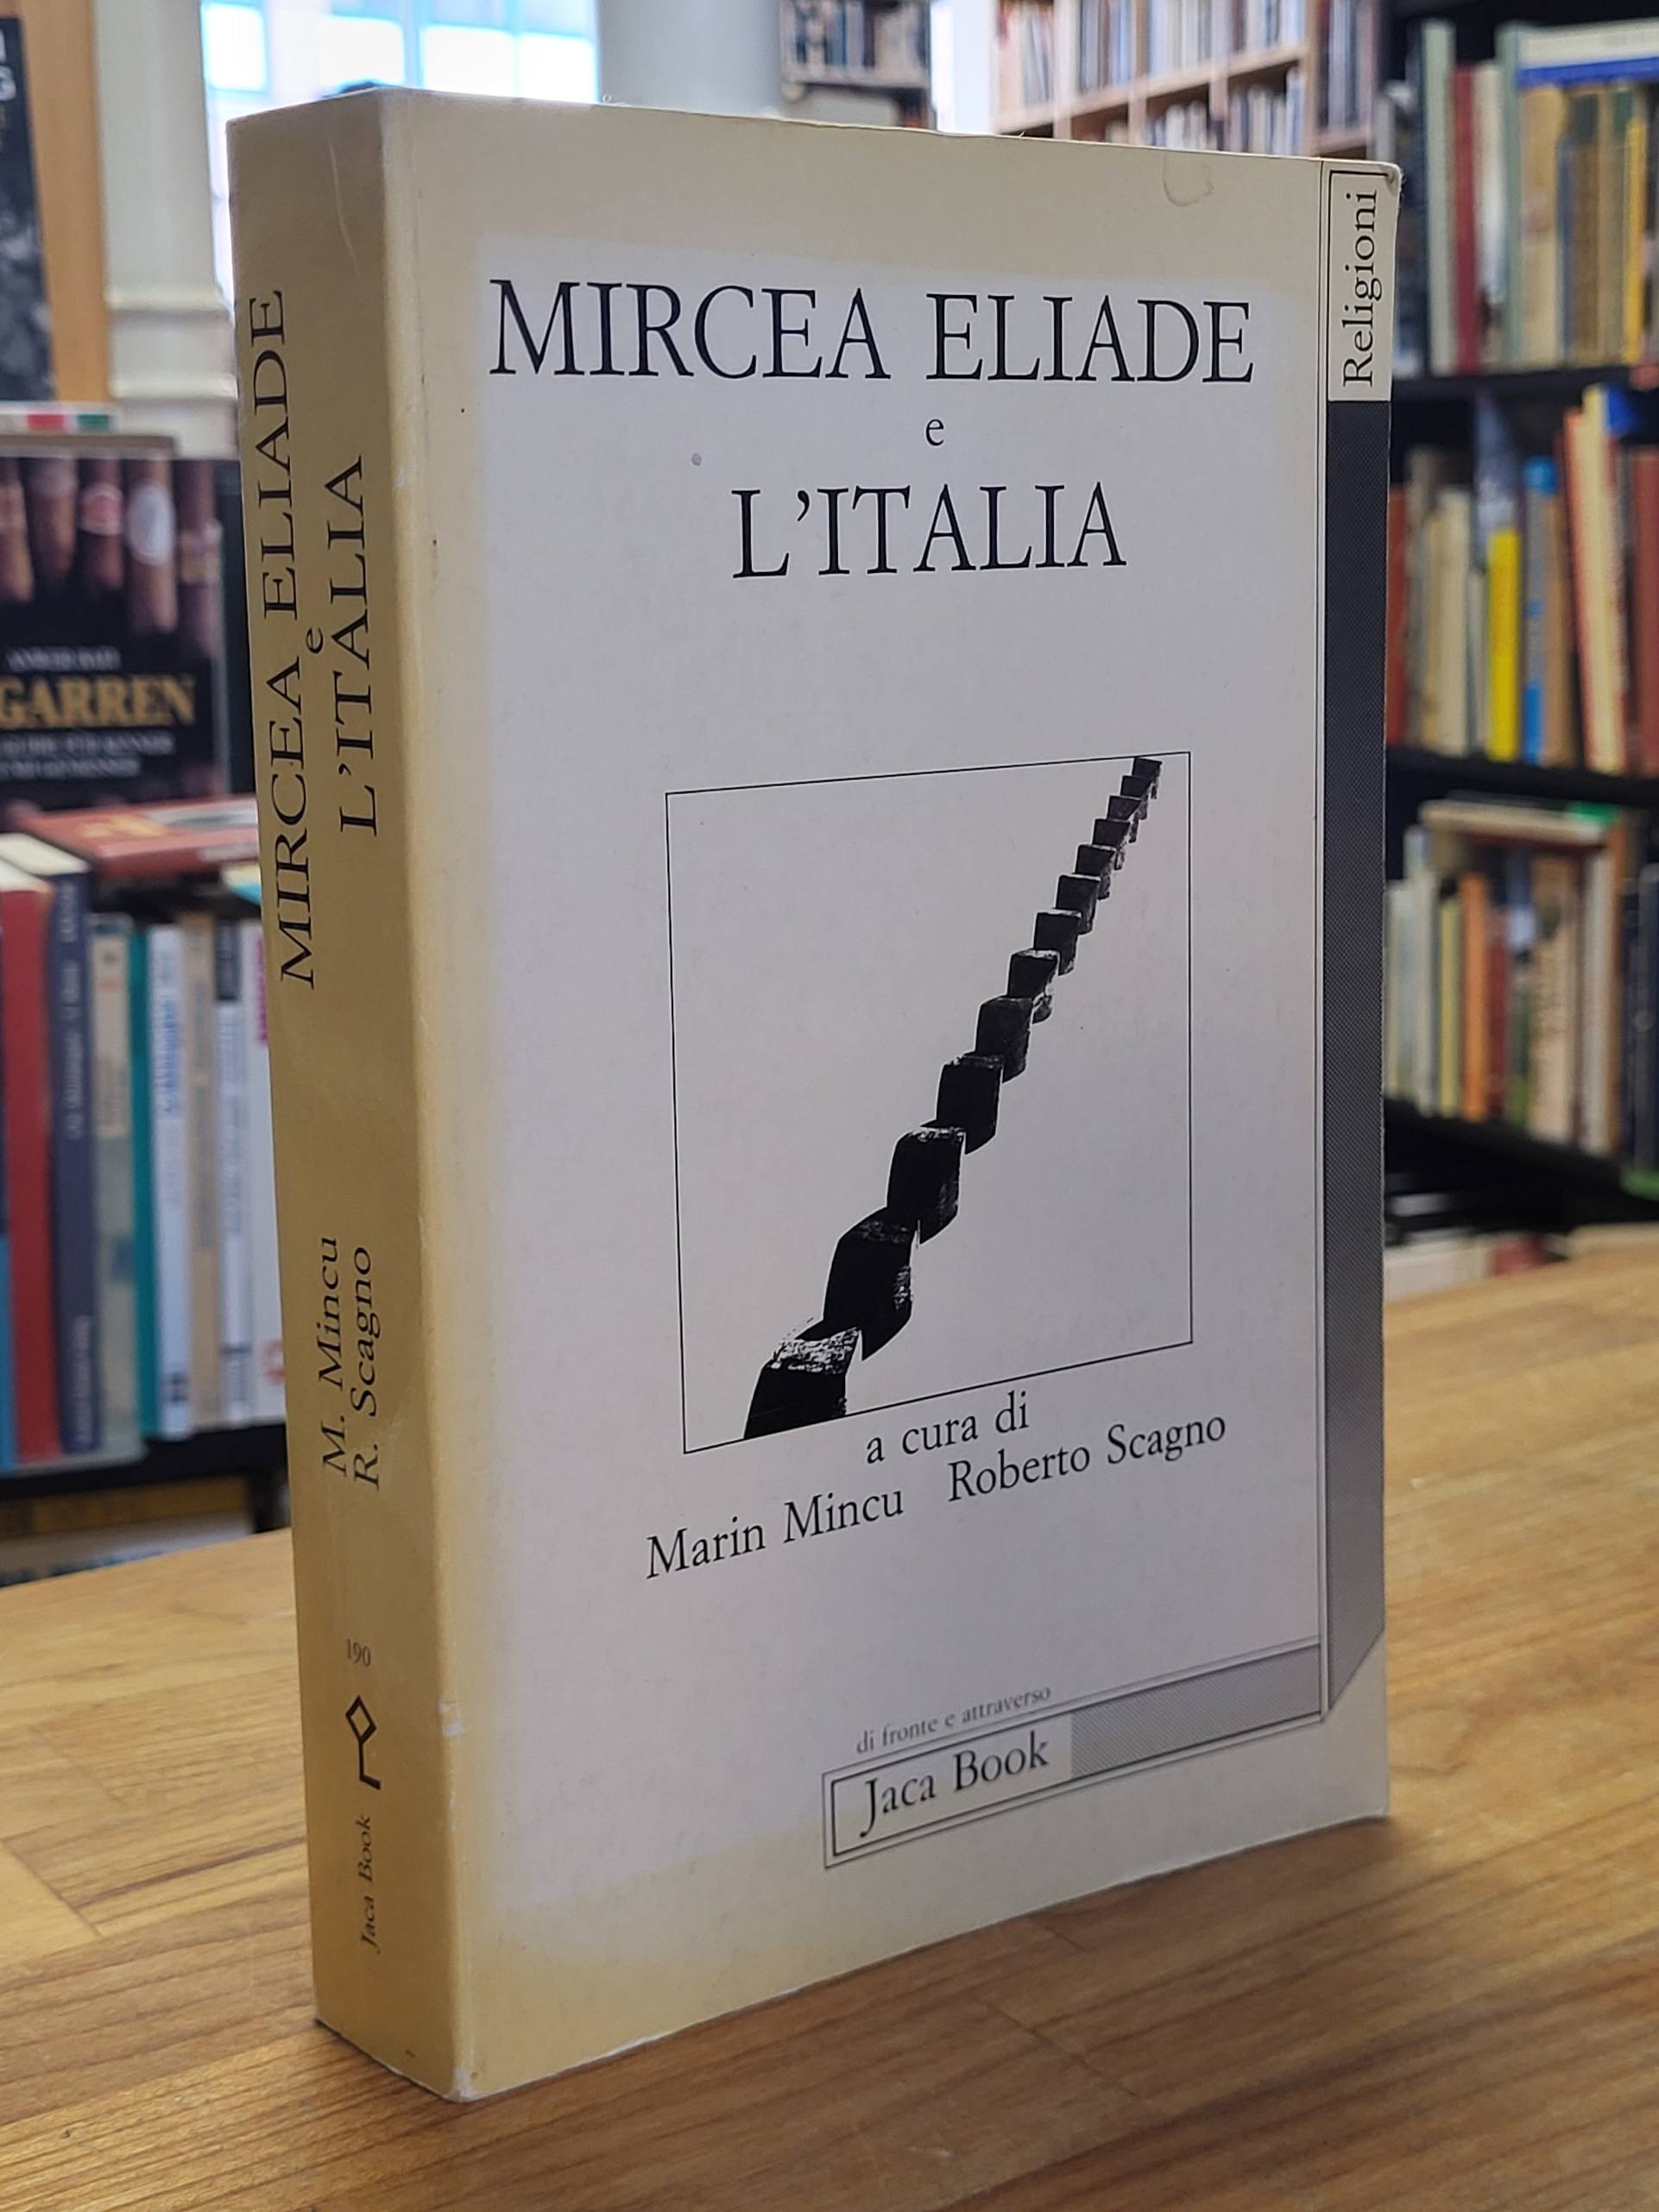 MIRCEA ELIADE
e
L'ITALIA
a cura di
Marin Mincu Roberto Scagno
di fronte e attraverso
Jaca Book
Religioni
MIRCEA ELIADE
e
L'ITALIA
M. Mincu
R. Scagno
190
Jaca Book
GARREN